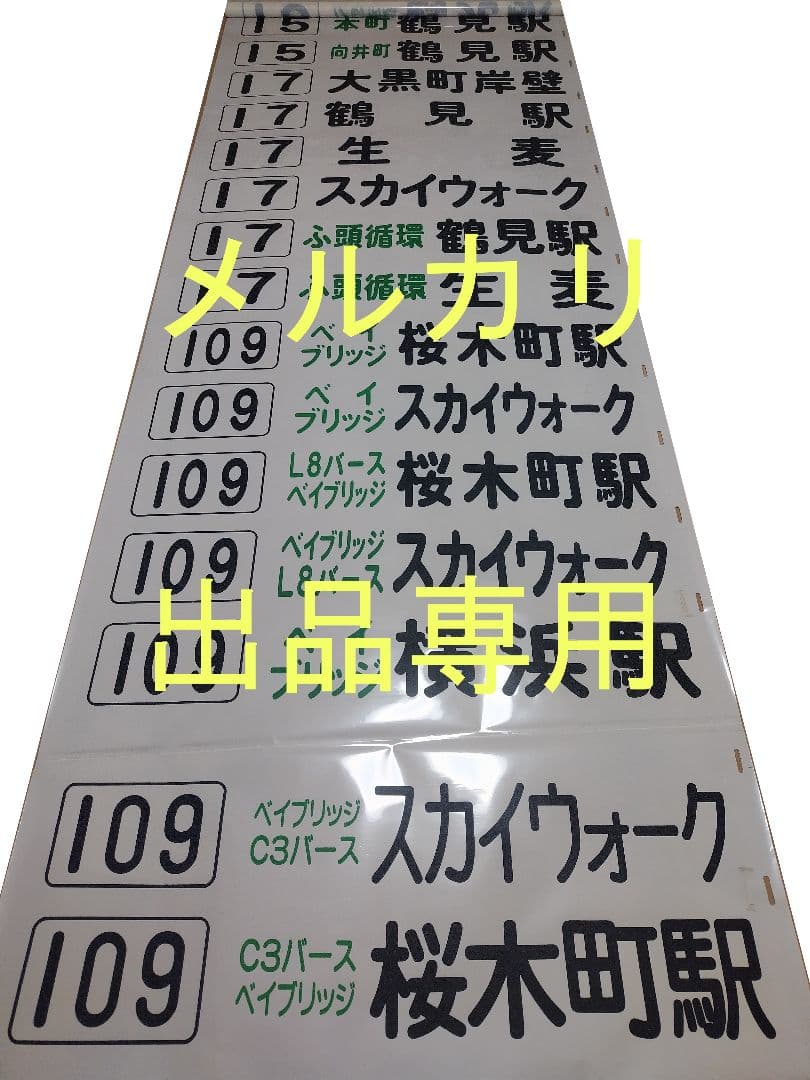 15 本町 鶴見駅
15 向井町 鶴見駅
17 大黒町岸壁
17 鶴見駅
17 生麦
17 スカイウォーク
17 ふ頭循環 鶴見駅
メルカリ
17 ふ頭循環 生麦
109 ベイブリッジ 桜木町駅
109 ベイブリッジ スカイウォーク
109 L8バース ベイブリッジ 桜木町駅
109 ベイブリッジ L8バース スカイウォーク
出品専用
109 ベイブリッジ 横浜駅
109 ベイブリッジ C3バース スカイウォーク
109 C3バース ベイブリッジ 桜木町駅